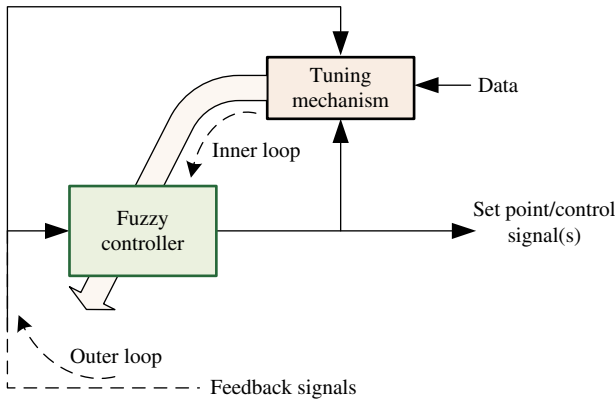 Tuning
mechanism
Data
Inner loop
Fuzzy
controller
Set point/control
signal(s)
Outer loop
Feedback signals